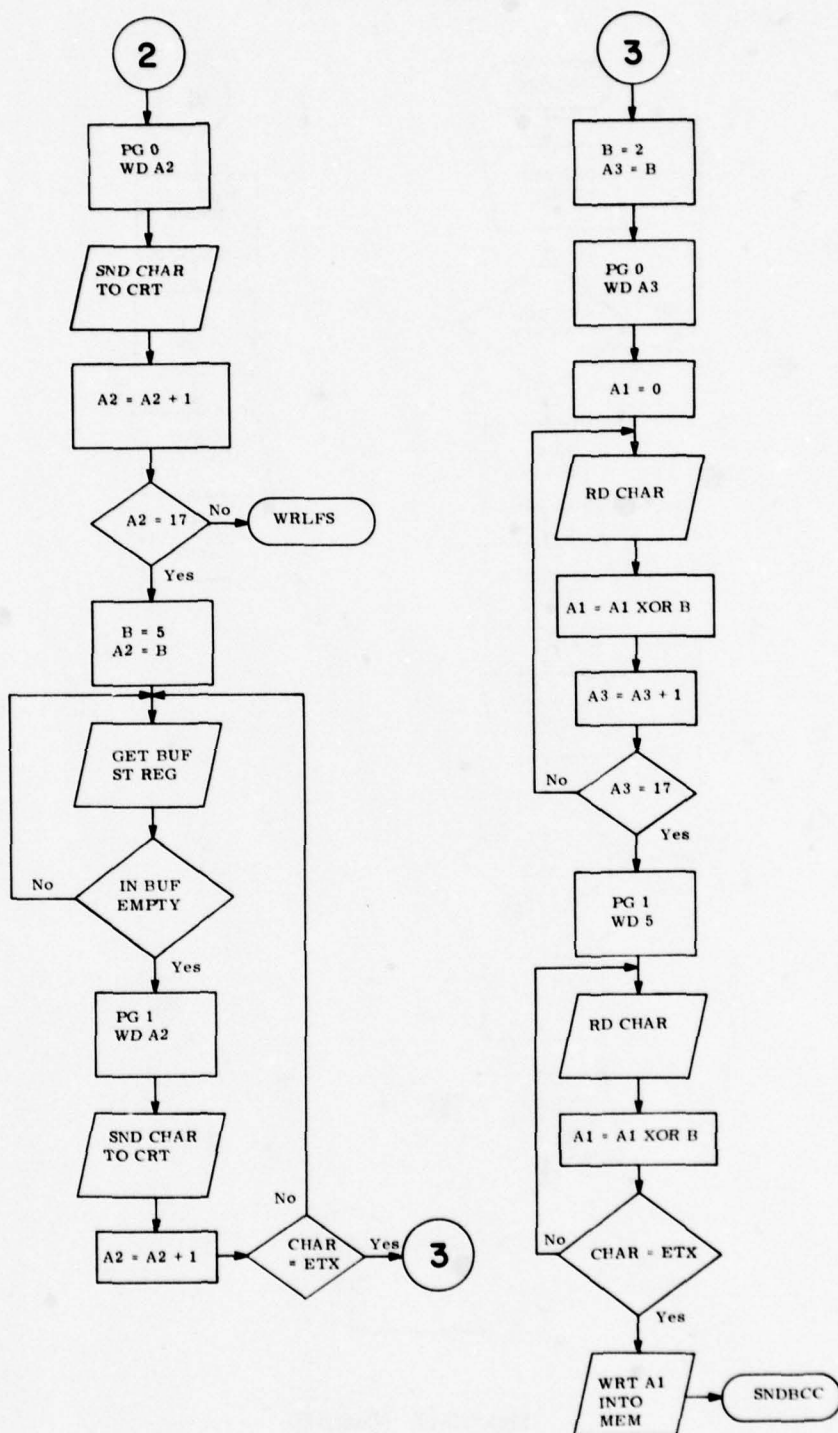 2
PG 0
WD A2
SND CHAR
TO CRT
A2 = A2 + 1
A2 = 17
No
WRLFS
Yes
B = 5
A2 = B
GET BUF
ST REG
No
IN BUF
EMPTY
Yes
PG 1
WD A2
SND CHAR
TO CRT
No
A2 = A2 + 1
CHAR
= ETX
Yes
3
3
B = 2
A3 = B
PG 0
WD A3
A1 = 0
RD CHAR
A1 = A1 XOR B
A3 = A3 + 1
No
A3 = 17
Yes
PG 1
WD 5
RD CHAR
A1 = A1 XOR B
No
CHAR = ETX
Yes
WRT A1
INTO
MEM
SNDBCC